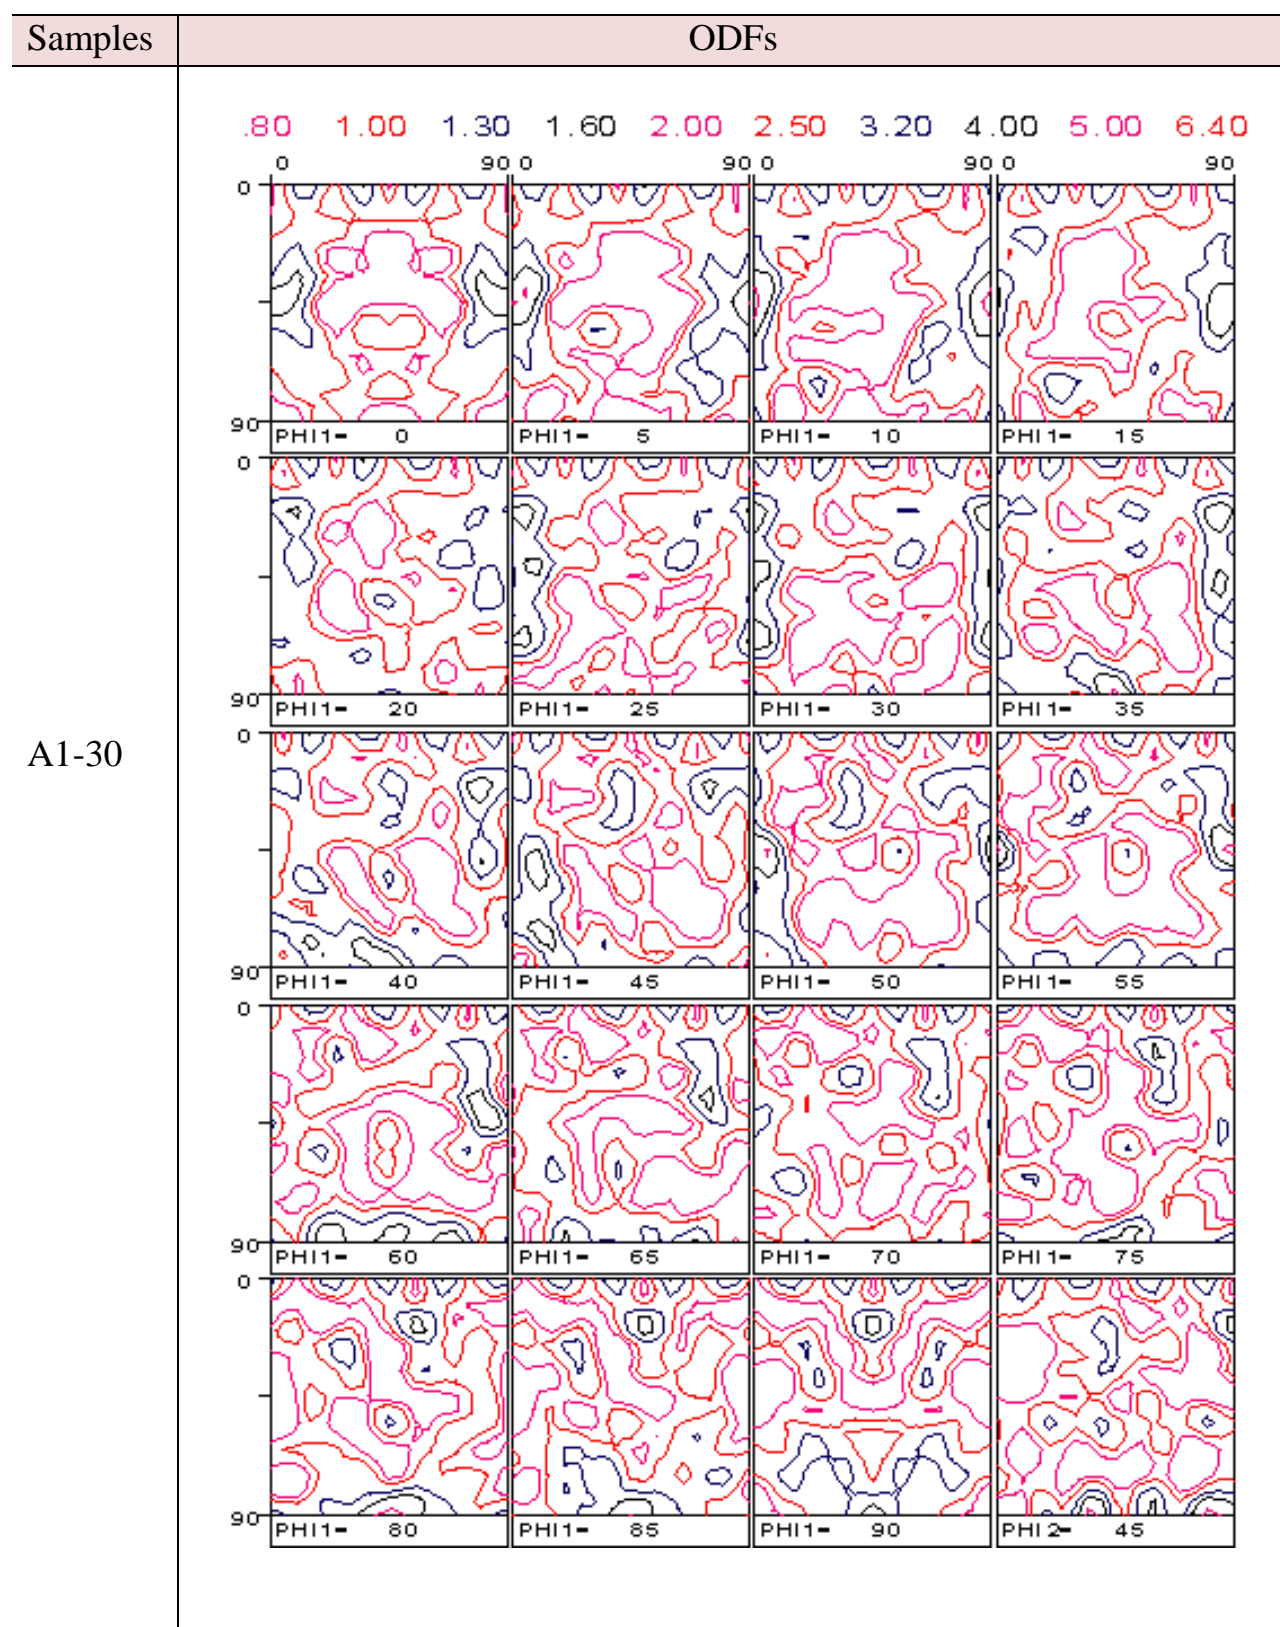 Samples ODFs
.80 1.00 1.30 1.60 2.00 2.50 3.20 4.00 5.00 6.40
0 90 0 90 0 90 0 90
0
90
PHI1- 0 PHI1- 5 PHI1- 10 PHI1- 15
0
90
PHI1- 20 PHI1- 25 PHI1- 30 PHI1- 35
A1-30
0
90
PHI1- 40 PHI1- 45 PHI1- 50 PHI1- 55
0
90
PHI1- 60 PHI1- 65 PHI1- 70 PHI1- 75
0
90
PHI1- 80 PHI1- 85 PHI1- 90 PHI2- 45